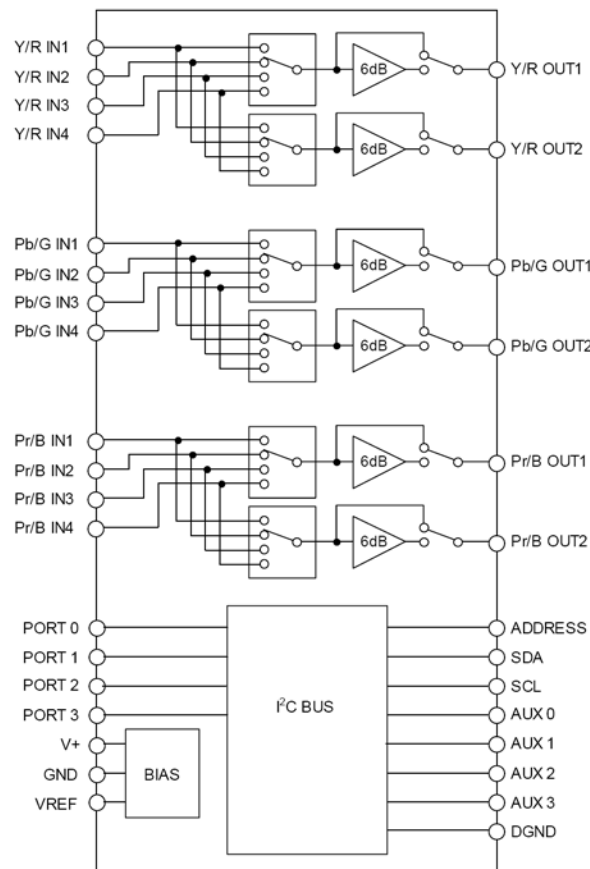 Y/R IN1
Y/R IN2
Y/R IN3
Y/R IN4
6dB
Y/R OUT1
6dB
Y/R OUT2
Pb/G IN1
Pb/G IN2
Pb/G IN3
Pb/G IN4
6dB
Pb/G OUT1
6dB
Pb/G OUT2
Pr/B IN1
Pr/B IN2
Pr/B IN3
Pr/B IN4
6dB
Pr/B OUT1
6dB
Pr/B OUT2
PORT 0
PORT 1
PORT 2
PORT 3
V+
GND
VREF
BIAS
I²C BUS
ADDRESS
SDA
SCL
AUX 0
AUX 1
AUX 2
AUX 3
DGND